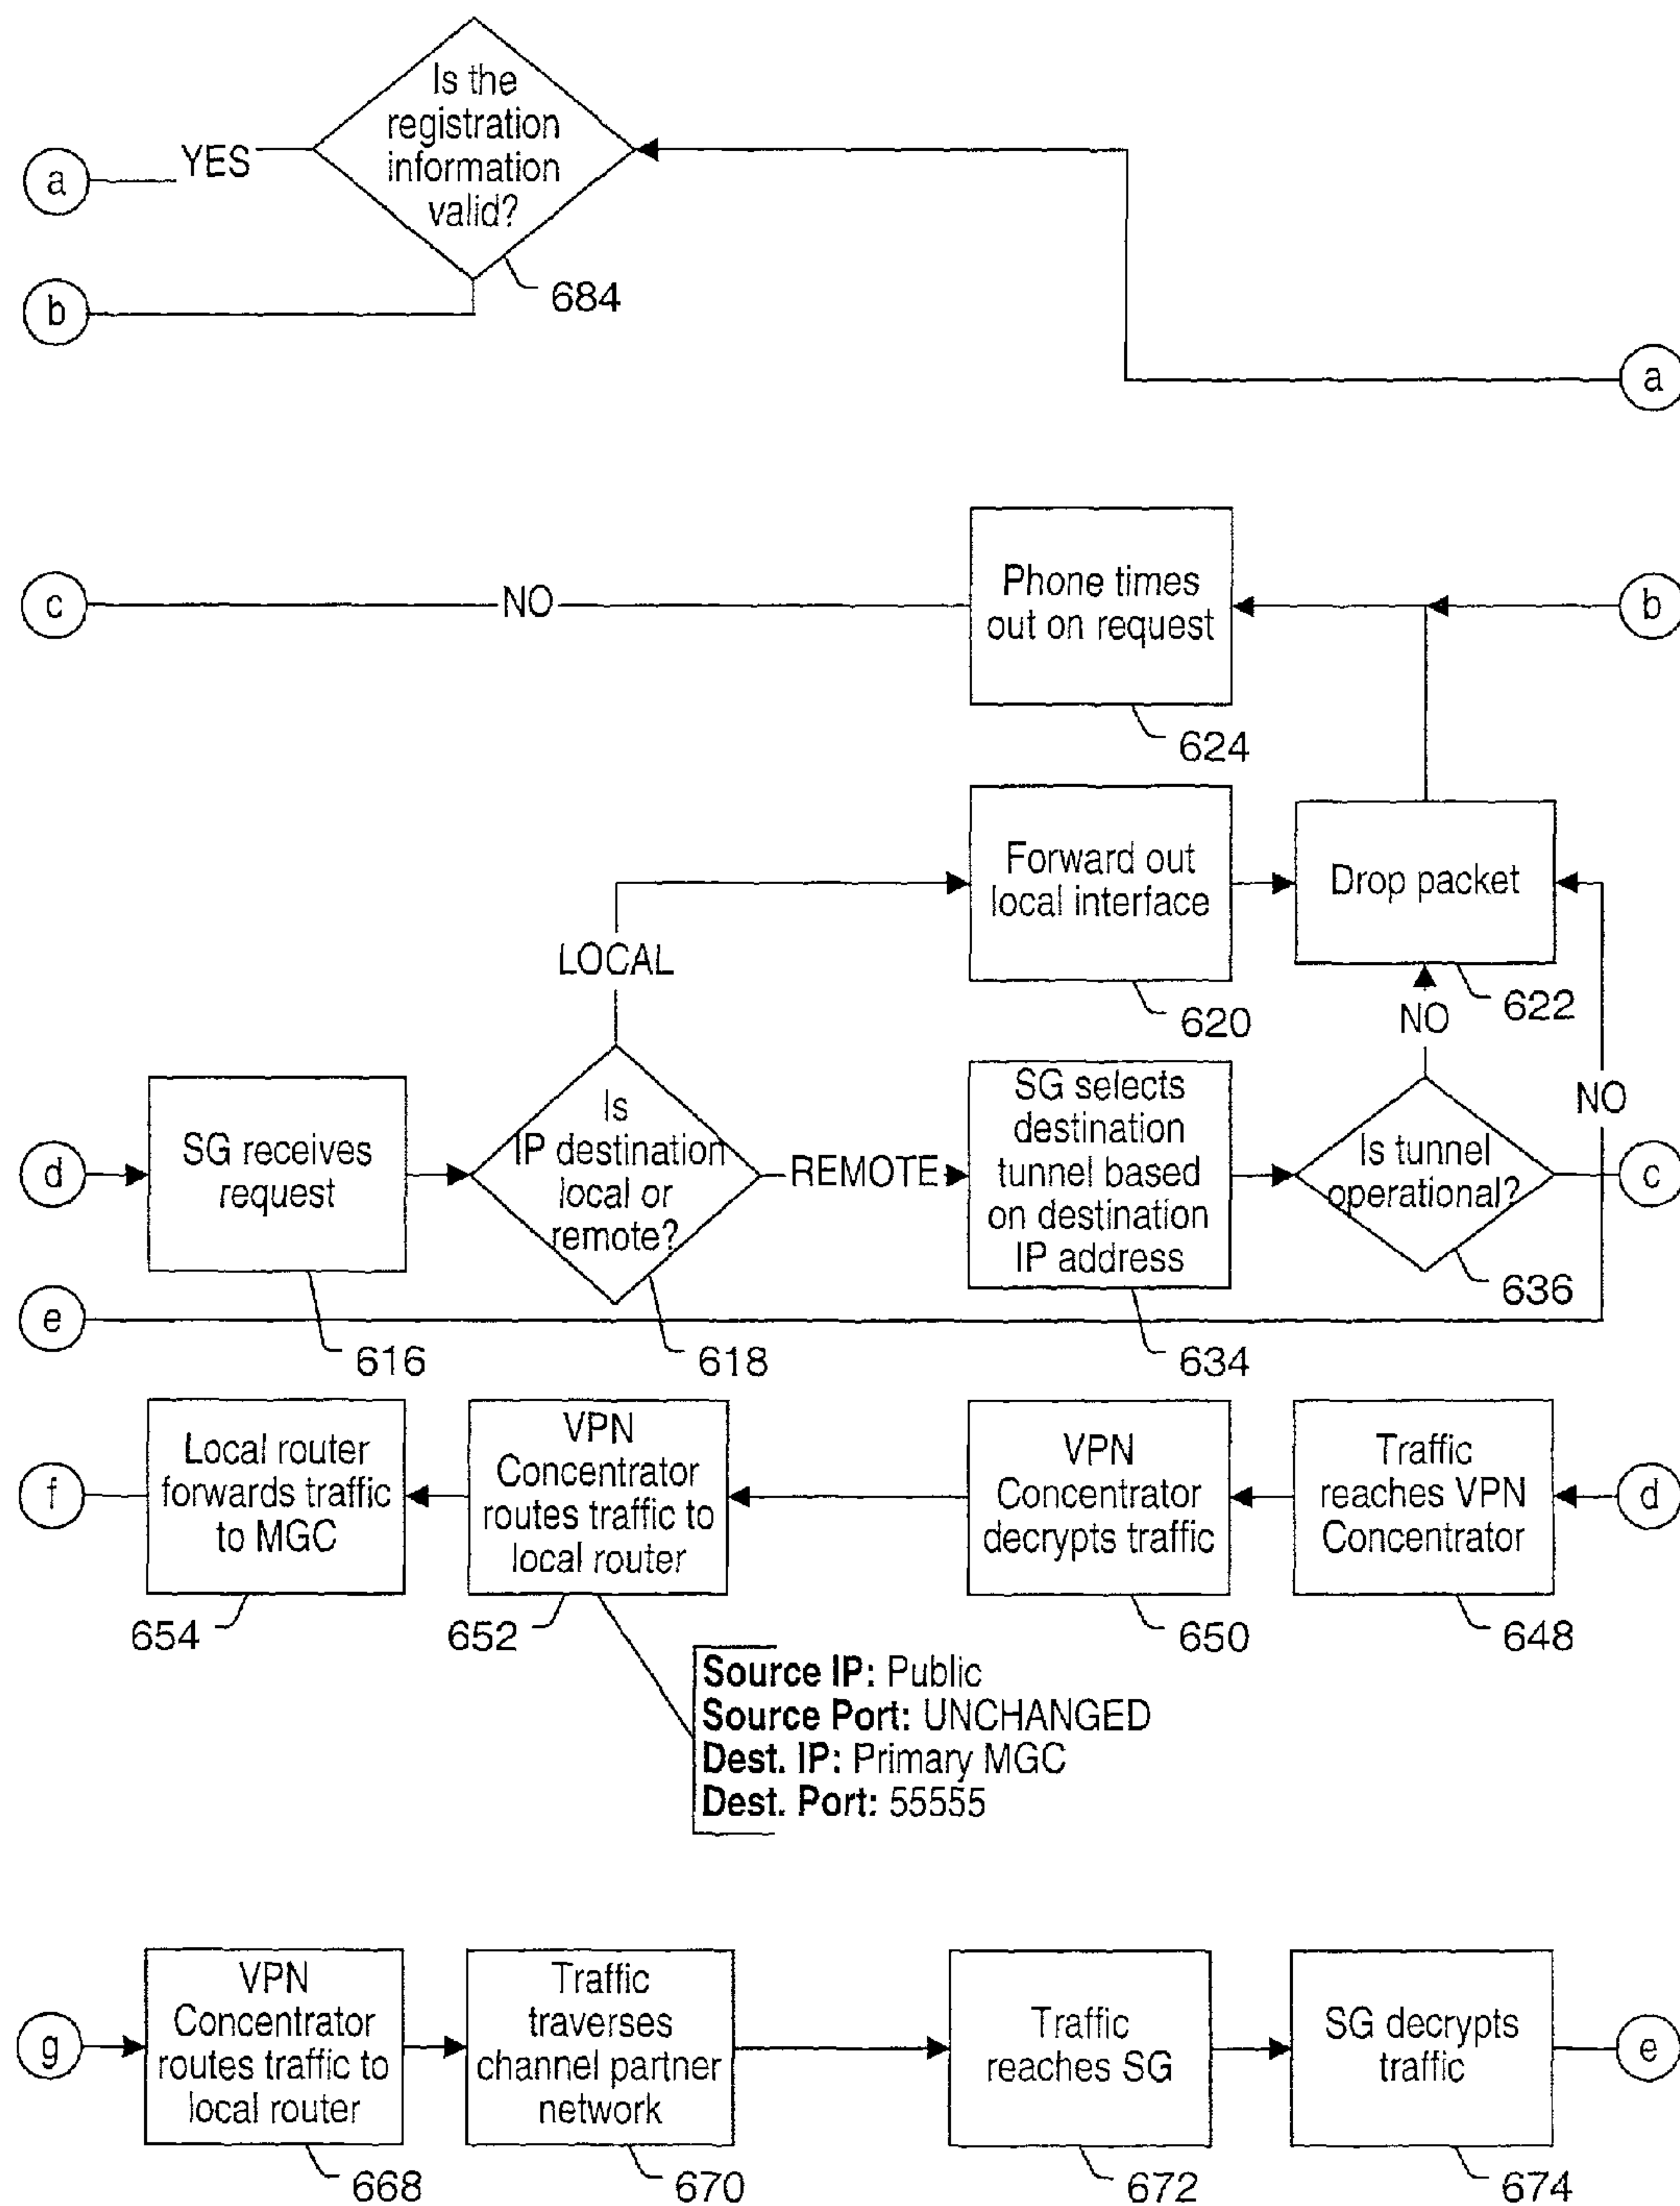 Is the
registration
information
valid?
YES
a
684
b
a
c
NO
Phone times
out on request
b
624
Forward out
local interface
Drop packet
LOCAL
620
622
NO
NO
d
SG receives
request
Is
IP destination
local or
remote?
REMOTE
SG selects
destination
tunnel based
on destination
IP address
Is tunnel
operational?
c
636
e
616
618
634
f
Local router
forwards traffic
to MGC
VPN
Concentrator
routes traffic to
local router
VPN
Concentrator
decrypts traffic
Traffic
reaches VPN
Concentrator
d
654
652
650
648
Source IP: Public
Source Port: UNCHANGED
Dest. IP: Primary MGC
Dest. Port: 55555
g
VPN
Concentrator
routes traffic to
local router
Traffic
traverses
channel partner
network
Traffic
reaches SG
SG decrypts
traffic
e
668
670
672
674